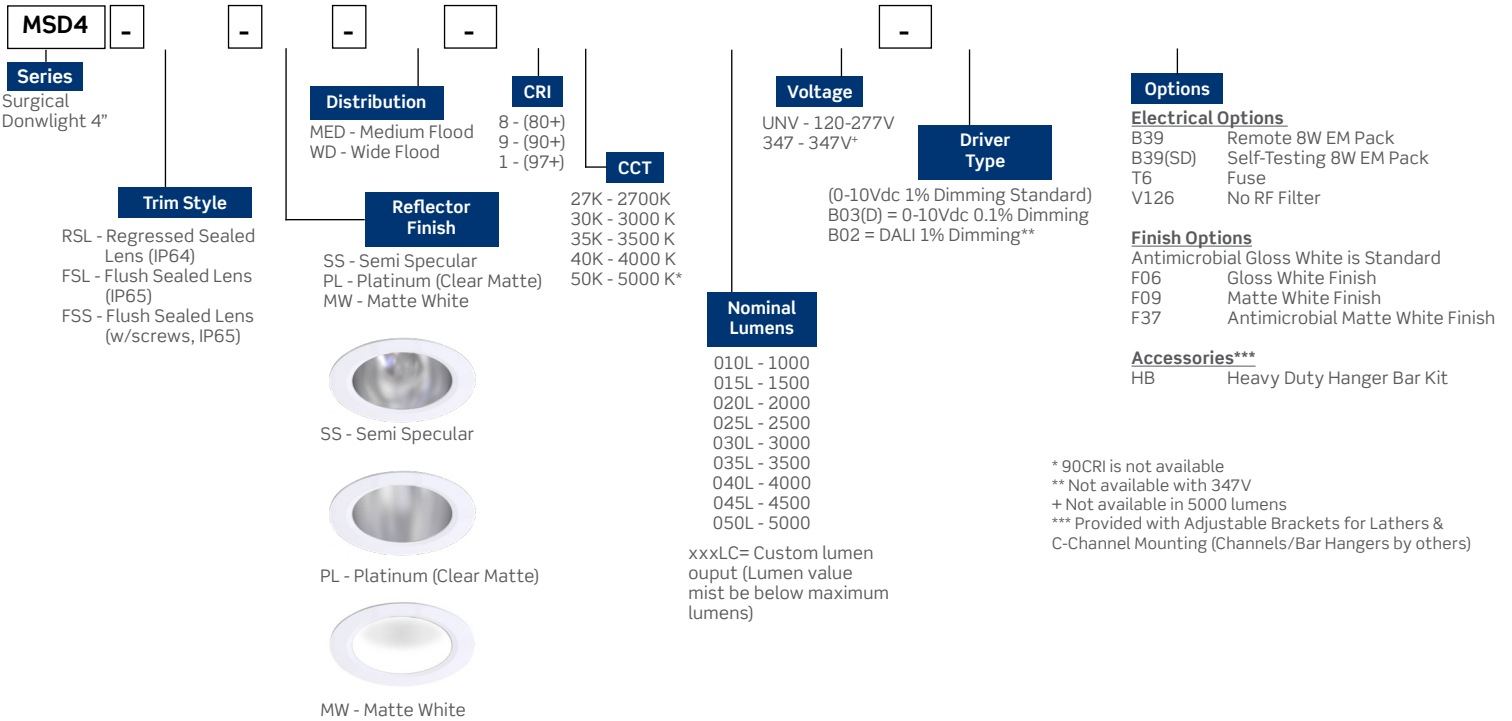 MSD4 - - - - -
Series
Surgical
Donwlight 4”
Trim Style
RSL - Regressed Sealed
Lens (IP64)
FSL - Flush Sealed Lens
(IP65)
FSS - Flush Sealed Lens
(w/screws, IP65)
Reflector
Finish
SS - Semi Specular
PL - Platinum (Clear Matte)
MW - Matte White
SS - Semi Specular
PL - Platinum (Clear Matte)
MW - Matte White
Distribution
MED - Medium Flood
WD - Wide Flood
CRI
8 - (80+)
9 - (90+)
1 - (97+)
CCT
27K - 2700K
30K - 3000 K
35K - 3500 K
40K - 4000 K
50K - 5000 K*
Nominal
Lumens
010L - 1000
015L - 1500
020L - 2000
025L - 2500
030L - 3000
035L - 3500
040L - 4000
045L - 4500
050L - 5000
xxxLC= Custom lumen
ouput (Lumen value
mist be below maximum
lumens)
Voltage
UNV - 120-277V
347 - 347V+
Driver
Type
(0-10Vdc 1% Dimming Standard)
B03(D) = 0-10Vdc 0.1% Dimming
B02 = DALI 1% Dimming**
Options
Electrical Options
B39 Remote 8W EM Pack
B39(SD) Self-Testing 8W EM Pack
T6 Fuse
V126 No RF Filter
Finish Options
Antimicrobial Gloss White is Standard
F06 Gloss White Finish
F09 Matte White Finish
F37 Antimicrobial Matte White Finish
Accessories***
HB Heavy Duty Hanger Bar Kit
* 90CRI is not available
** Not available with 347V
+ Not available in 5000 lumens
*** Provided with Adjustable Brackets for Lathers &
C-Channel Mounting (Channels/Bar Hangers by others)